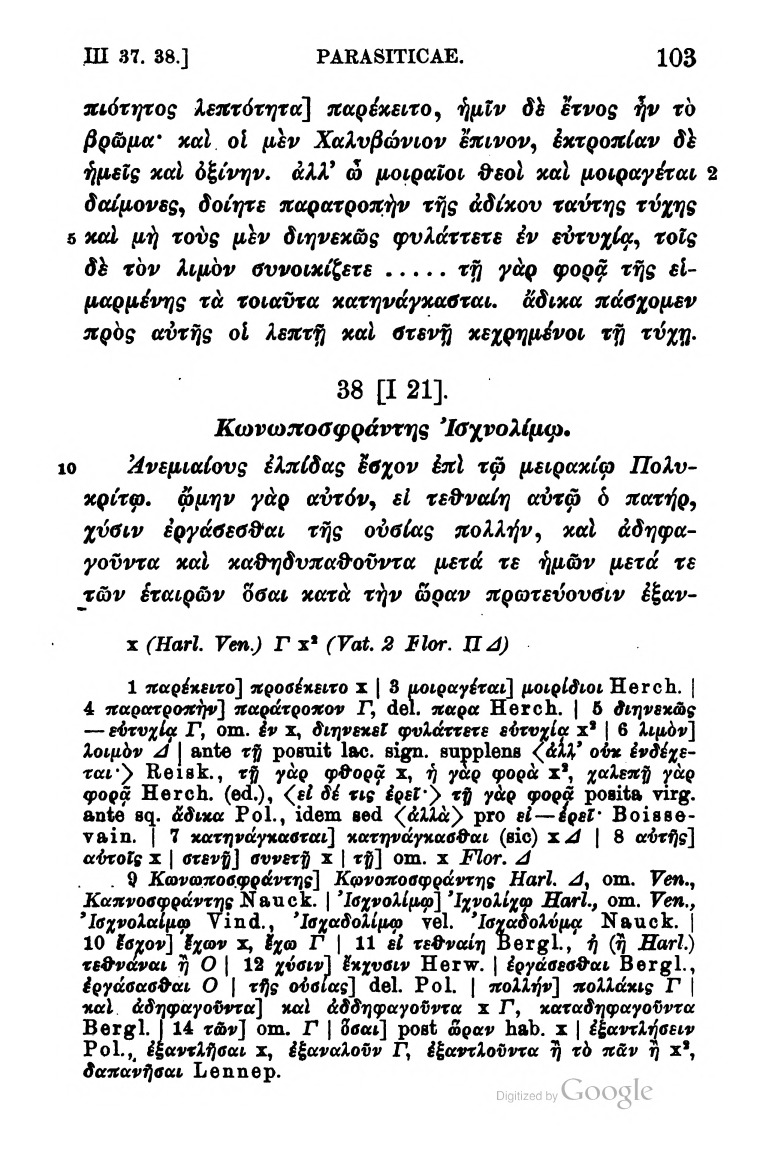 III 37. 38.] PARASITICAE. 103
πιότητος λεπτότητα] παρέκειτο, ἡμῖν δὲ ἔτνος ἦν τὸ
βρῶμα· καὶ οἱ μὲν Χαλυβώνιον ἔπινον, ἐκτροπίαν δὲ
ἡμεῖς καὶ ὀξίνην. ἀλλ' ὦ μοιραῖοι θεοὶ καὶ μοιραγέται 2
δαίμονες, δοίητε παρατροπὴν τῆς ἀδίκου ταύτης τύχης
5 καὶ μὴ τοὺς μὲν διηνεκῶς φυλάττετε ἐν εὐτυχίᾳ, τοῖς
δὲ τὸν λιμὸν συνοικίζετε ..... τῇ γὰρ φορᾷ τῆς εἱ-
μαρμένης τὰ τοιαῦτα κατηνάγκασται. ἄδικα πάσχομεν
πρὸς αὐτῆς οἱ λεπτῇ καὶ στενῇ κεχρημένοι τῇ τύχῃ.
38 [I 21].
Κωνωποσφράντης Ἰσχνολίμῳ.
10 Ἀνεμιαίους ἐλπίδας ἔσχον ἐπὶ τῷ μειρακίῳ Πολυ-
κρίτῳ. ᾤμην γὰρ αὐτόν, εἰ τεθναίη αὐτῷ ὁ πατήρ,
χύσιν ἐργάσεσθαι τῆς οὐσίας πολλήν, καὶ ἀδηφα-
γοῦντα καὶ καθηδυπαθοῦντα μετά τε ἡμῶν μετά τε
τῶν ἑταιρῶν ὅσαι κατὰ τὴν ὥραν πρωτεύουσιν ἐξαν-
x (Harl. Ven.) Γ x² (Vat. 2 Flor. Π Δ)
1 παρέκειτο] προσέκειτο x | 3 μοιραγέται] μοιρίδιοι Herch. |
4 παρατροπὴν] παράτροπον Γ, del. παρα Herch. | 5 διηνεκῶς
— εὐτυχίᾳ Γ, om. ἐν x, διηνεκεῖ φυλάττετε εὐτυχίᾳ x² | 6 λιμὸν]
λοιμὸν Δ | ante τῇ posuit lac. sign. supplens ⟨ἀλλ' οὐκ ἐνδέχε-
ται·⟩ Reisk., τῇ γὰρ φθορᾷ x, ἡ γὰρ φορὰ x², χαλεπῇ γὰρ
φορᾷ Herch. (ed.), ⟨εἰ δέ τις ἐρεῖ·⟩ τῇ γὰρ φορᾷ posita virg.
ante sq. ἄδικα Pol., idem sed ⟨ἀλλὰ⟩ pro εἰ—ἐρεῖ· Boisse-
vain. | 7 κατηνάγκασται] κατηνάγκασθαι (sic) x Δ | 8 αὐτῆς]
αὐτοῖς x | στενῇ] συνετῇ x | τῇ] om. x Flor. Δ
9 Κωνωποσφράντης] Κωνοποσφράντης Harl. Δ, om. Ven.,
Καπνοσφράντης Nauck. | Ἰσχνολίμῳ] Ἰχνολίχῳ Harl., om. Ven.,
Ἰσχνολαίμῳ Vind., Ἰσχαδολίμῳ vel. Ἰσχαδολύμᾳ Nauck. |
10 ἔσχον] ἔχων x, ἔχω Γ | 11 εἰ τεθναίη Bergl., ἠ (ἢ Harl.)
τεθνάναι ἢ O | 12 χύσιν] ἔκχυσιν Herw. | ἐργάσεσθαι Bergl.,
ἐργάσασθαι O | τῆς οὐσίας] del. Pol. | πολλήν] πολλάκις Γ |
καὶ ἀδηφαγοῦντα] καὶ ἀδδηφαγοῦντα x Γ, καταδηφαγοῦντα
Bergl. | 14 τῶν] om. Γ | ὅσαι] post ὥραν hab. x | ἐξαντλήσειν
Pol., ἐξαντλῆσαι x, ἐξαναλοῦν Γ, ἐξαντλοῦντα ἢ τὸ πᾶν ἢ x²,
δαπανῆσαι Lennep.
Digitized by Google